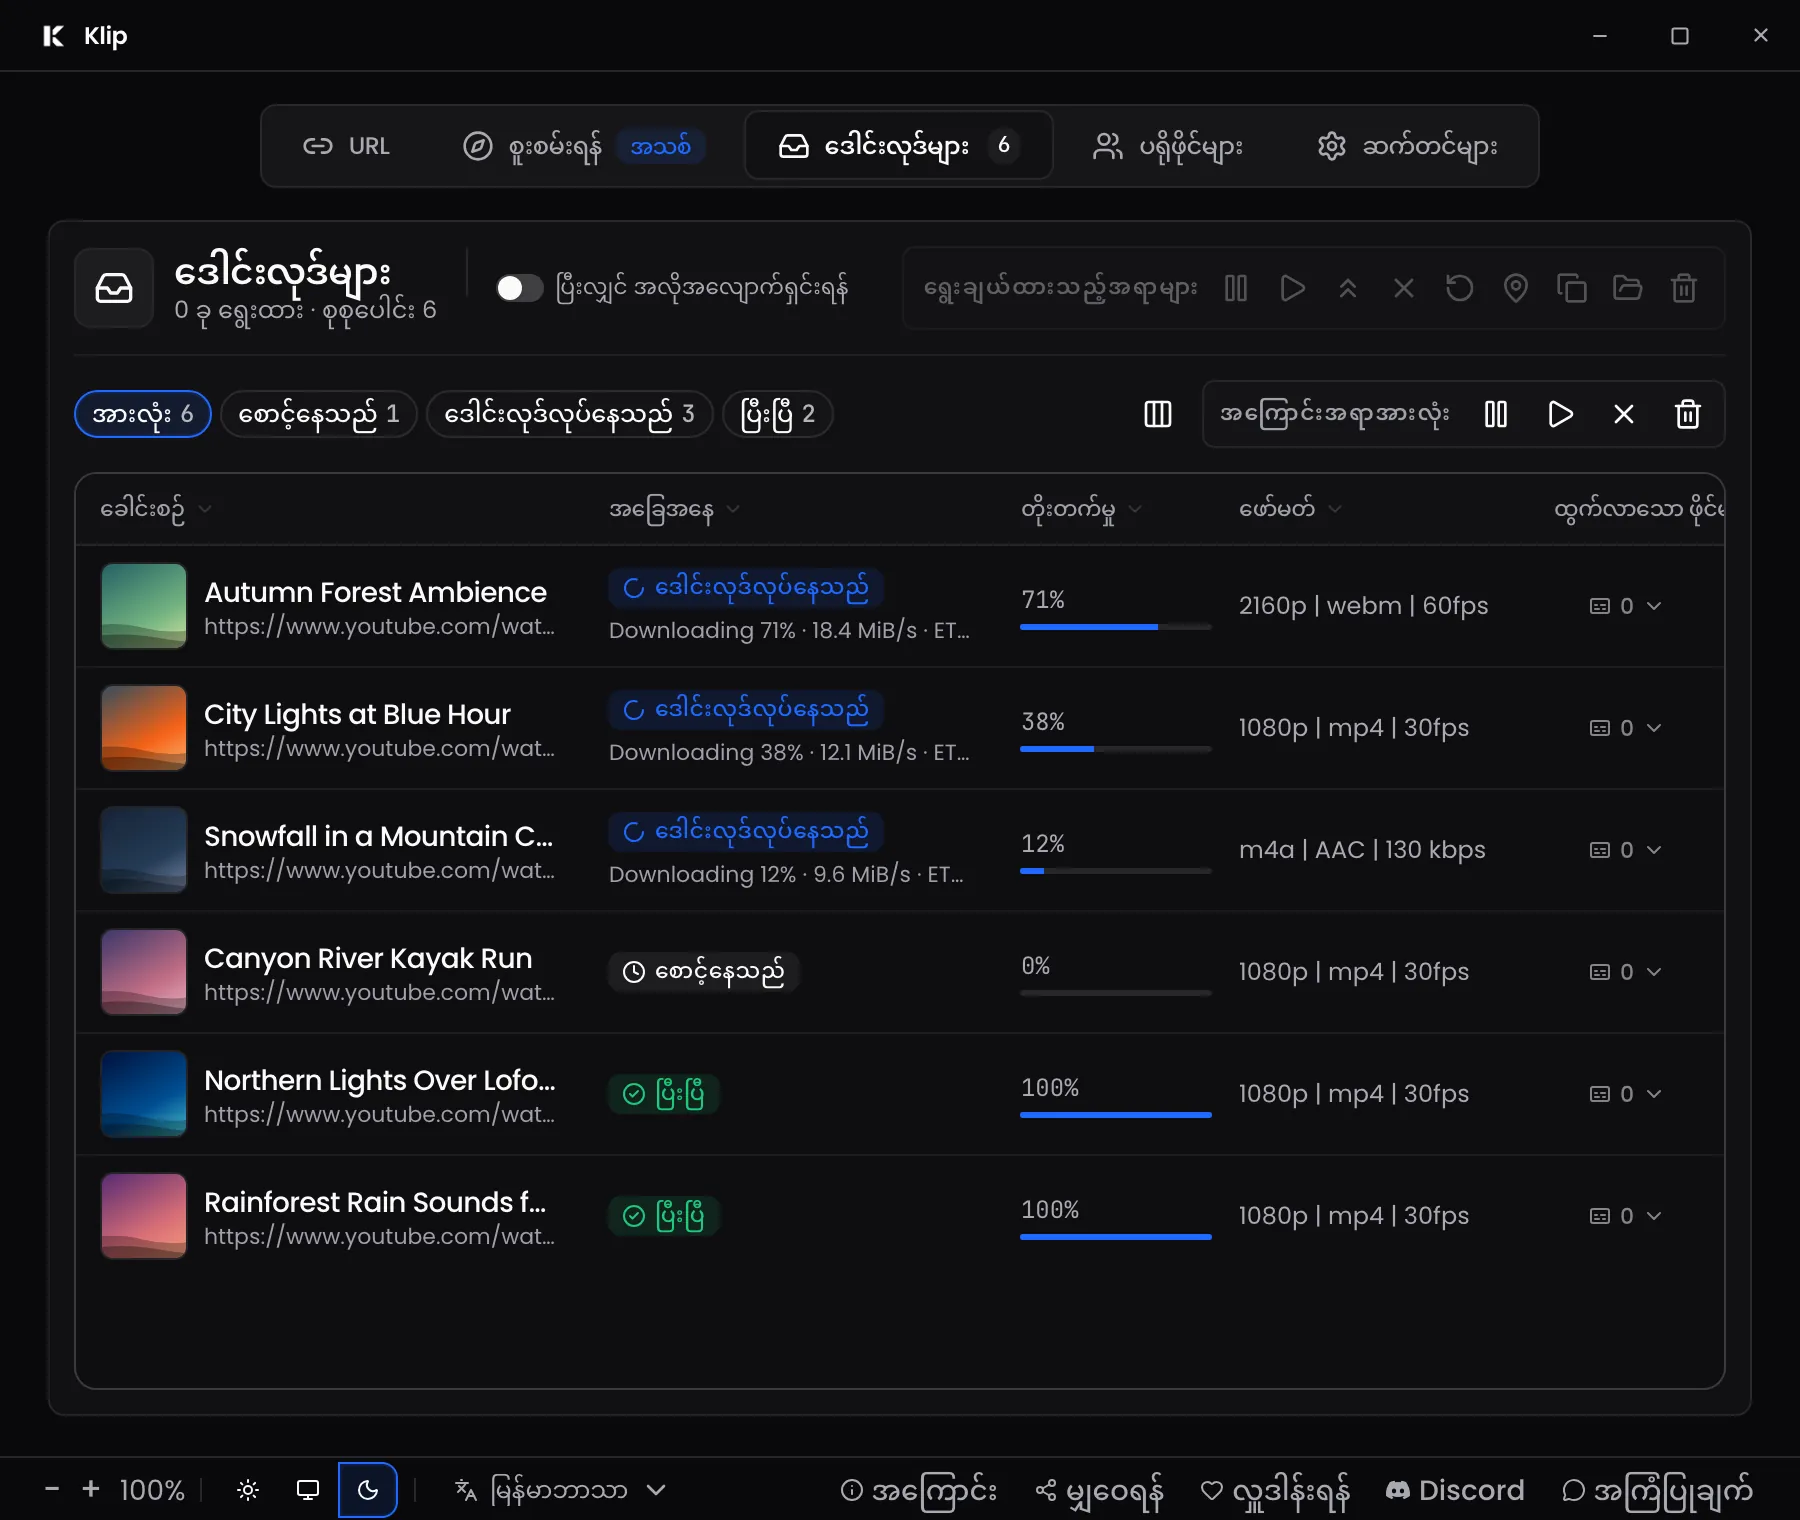 Klip
URL
စူးစမ်းရန် အသစ်
ဒေါင်းလုဒ်များ 6
ပရိုဖိုင်များ
ဆက်တင်များ
ဒေါင်းလုဒ်များ
0 ခု ရွေးထား · စုစုပေါင်း 6
ပြီးလျှင် အလိုအလျောက်ရှင်းရန်
ရွေးချယ်ထားသည့်အရာများ
အားလုံး 6
စောင့်နေသည် 1
ဒေါင်းလုဒ်လုပ်နေသည် 3
ပြီးပြီ 2
အကြောင်းအရာအားလုံး
ခေါင်းစဉ်
အခြေအနေ
တိုးတက်မှု
ဖော်မတ်
ထွက်လာသော
Autumn Forest Ambience
https://www.youtube.com/wat...
ဒေါင်းလုဒ်လုပ်နေသည်
Downloading 71% · 18.4 MiB/s · ET...
71%
2160p | webm | 60fps
0
City Lights at Blue Hour
https://www.youtube.com/wat...
ဒေါင်းလုဒ်လုပ်နေသည်
Downloading 38% · 12.1 MiB/s · ET...
38%
1080p | mp4 | 30fps
0
Snowfall in a Mountain C...
https://www.youtube.com/wat...
ဒေါင်းလုဒ်လုပ်နေသည်
Downloading 12% · 9.6 MiB/s · ET...
12%
m4a | AAC | 130 kbps
0
Canyon River Kayak Run
https://www.youtube.com/wat...
စောင့်နေသည်
0%
1080p | mp4 | 30fps
0
Northern Lights Over Lofo...
https://www.youtube.com/wat...
ပြီးပြီ
100%
1080p | mp4 | 30fps
0
Rainforest Rain Sounds f...
https://www.youtube.com/wat...
ပြီးပြီ
100%
1080p | mp4 | 30fps
0
100%
မြန်မာဘာသာ
အကြောင်း
မျှဝေရန်
လှူဒါန်းရန်
Discord
အကြံပြုချက်